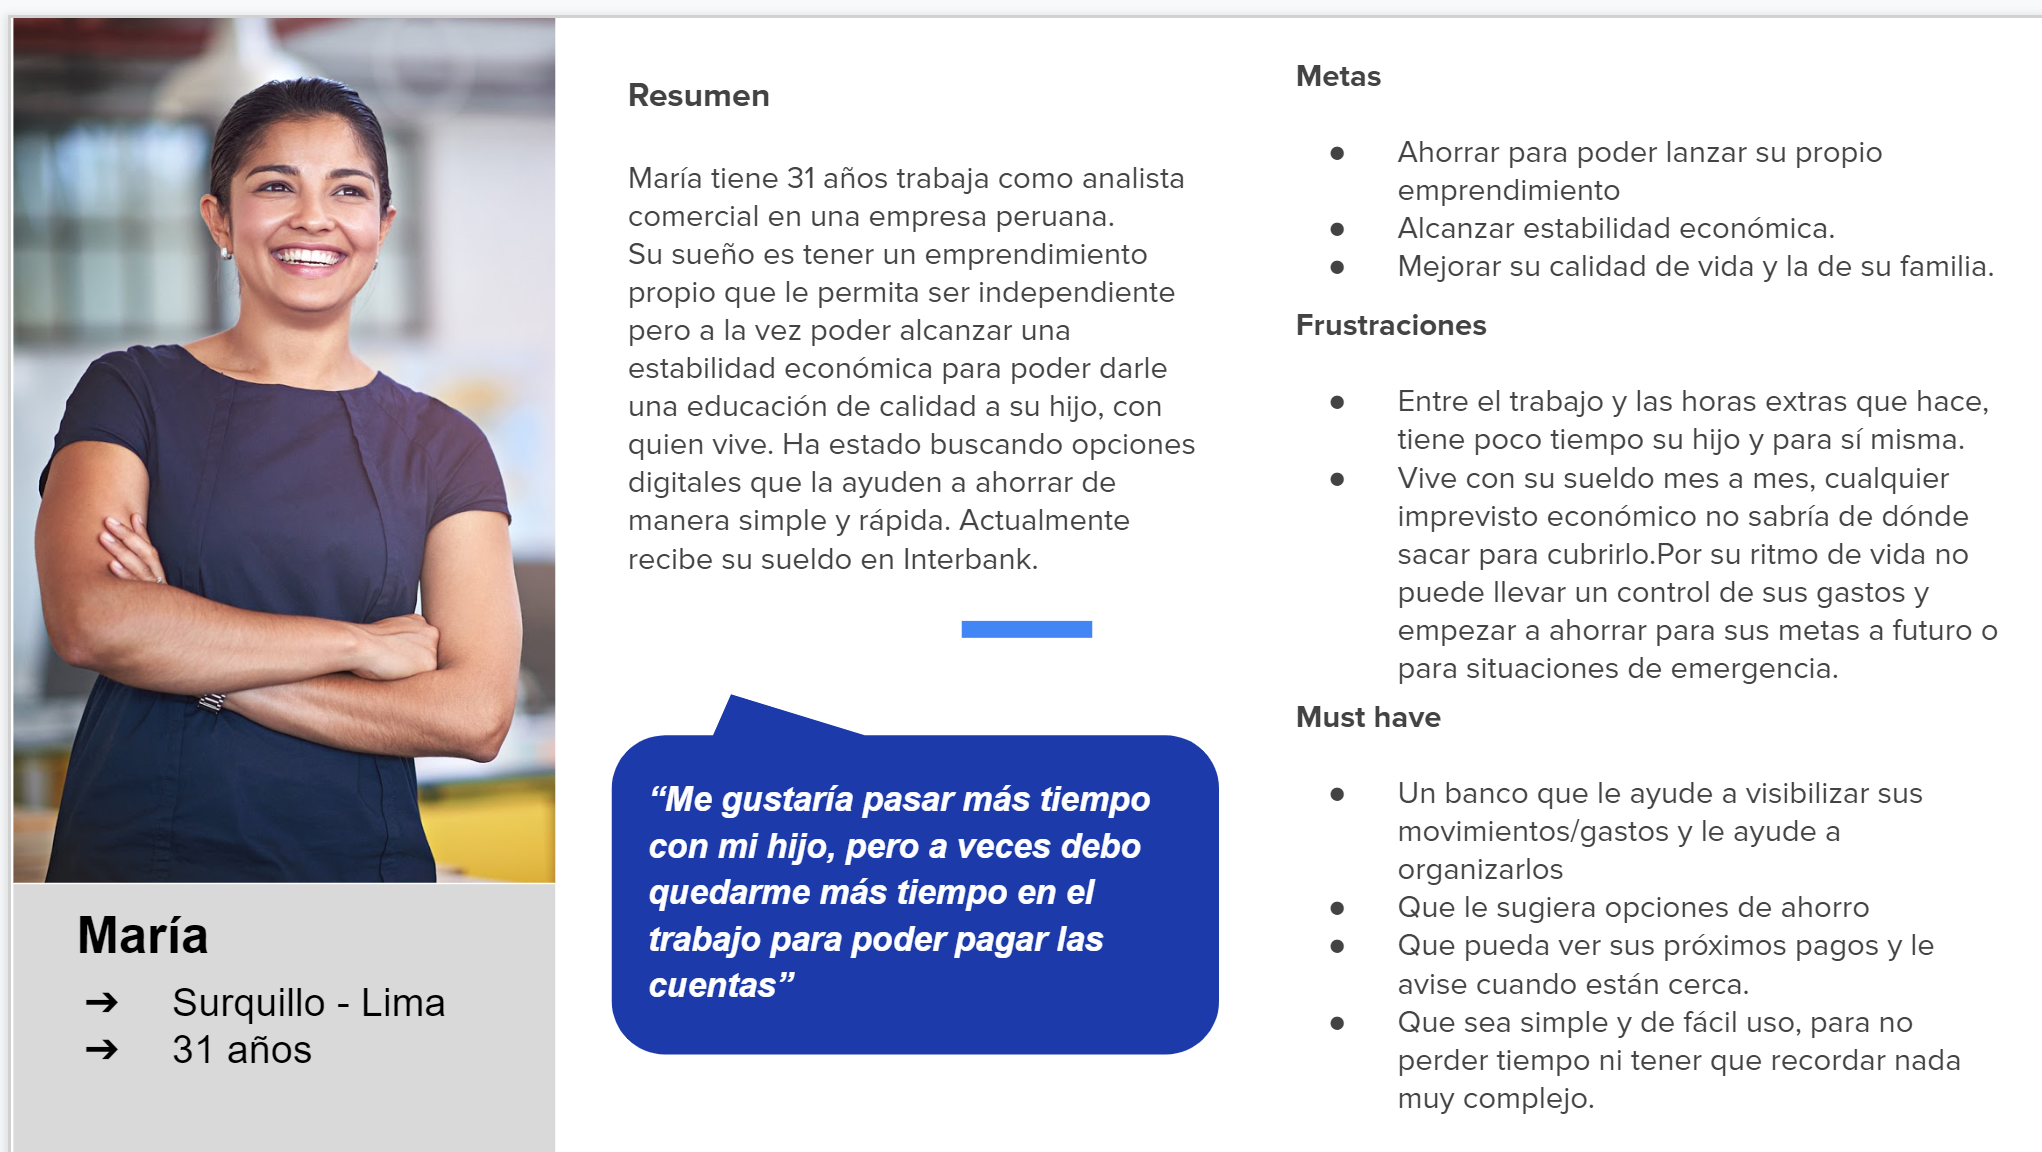 Resumen
María tiene 31 años trabaja como analista
comercial en una empresa peruana.
Su sueño es tener un emprendimiento
propio que le permita ser independiente
pero a la vez poder alcanzar una
estabilidad económica para poder darle
una educación de calidad a su hijo, con
quien vive. Ha estado buscando opciones
digitales que la ayuden a ahorrar de
manera simple y rápida. Actualmente
recibe su sueldo en Interbank.
“Me gustaría pasar más tiempo
con mi hijo, pero a veces debo
quedarme más tiempo en el
trabajo para poder pagar las
cuentas”
María
➔ Surquillo - Lima
➔ 31 años
Metas
● Ahorrar para poder lanzar su propio
emprendimiento
● Alcanzar estabilidad económica.
● Mejorar su calidad de vida y la de su familia.
Frustraciones
● Entre el trabajo y las horas extras que hace,
tiene poco tiempo su hijo y para sí misma.
● Vive con su sueldo mes a mes, cualquier
imprevisto económico no sabría de dónde
sacar para cubrirlo.Por su ritmo de vida no
puede llevar un control de sus gastos y
empezar a ahorrar para sus metas a futuro o
para situaciones de emergencia.
Must have
● Un banco que le ayude a visibilizar sus
movimientos/gastos y le ayude a
organizarlos
● Que le sugiera opciones de ahorro
● Que pueda ver sus próximos pagos y le
avise cuando están cerca.
● Que sea simple y de fácil uso, para no
perder tiempo ni tener que recordar nada
muy complejo.